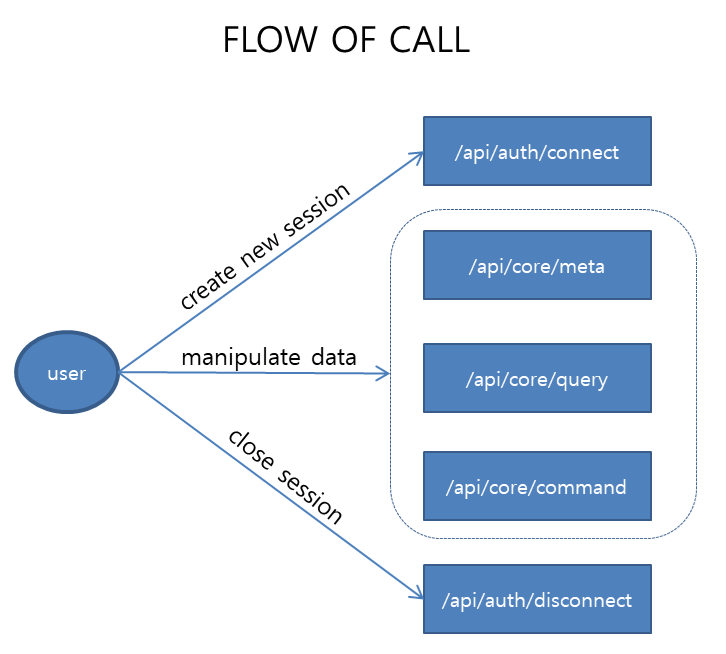 FLOW OF CALL
/api/auth/connect
create new session
/api/core/meta
user
manipulate data
/api/core/query
close session
/api/core/command
/api/auth/disconnect